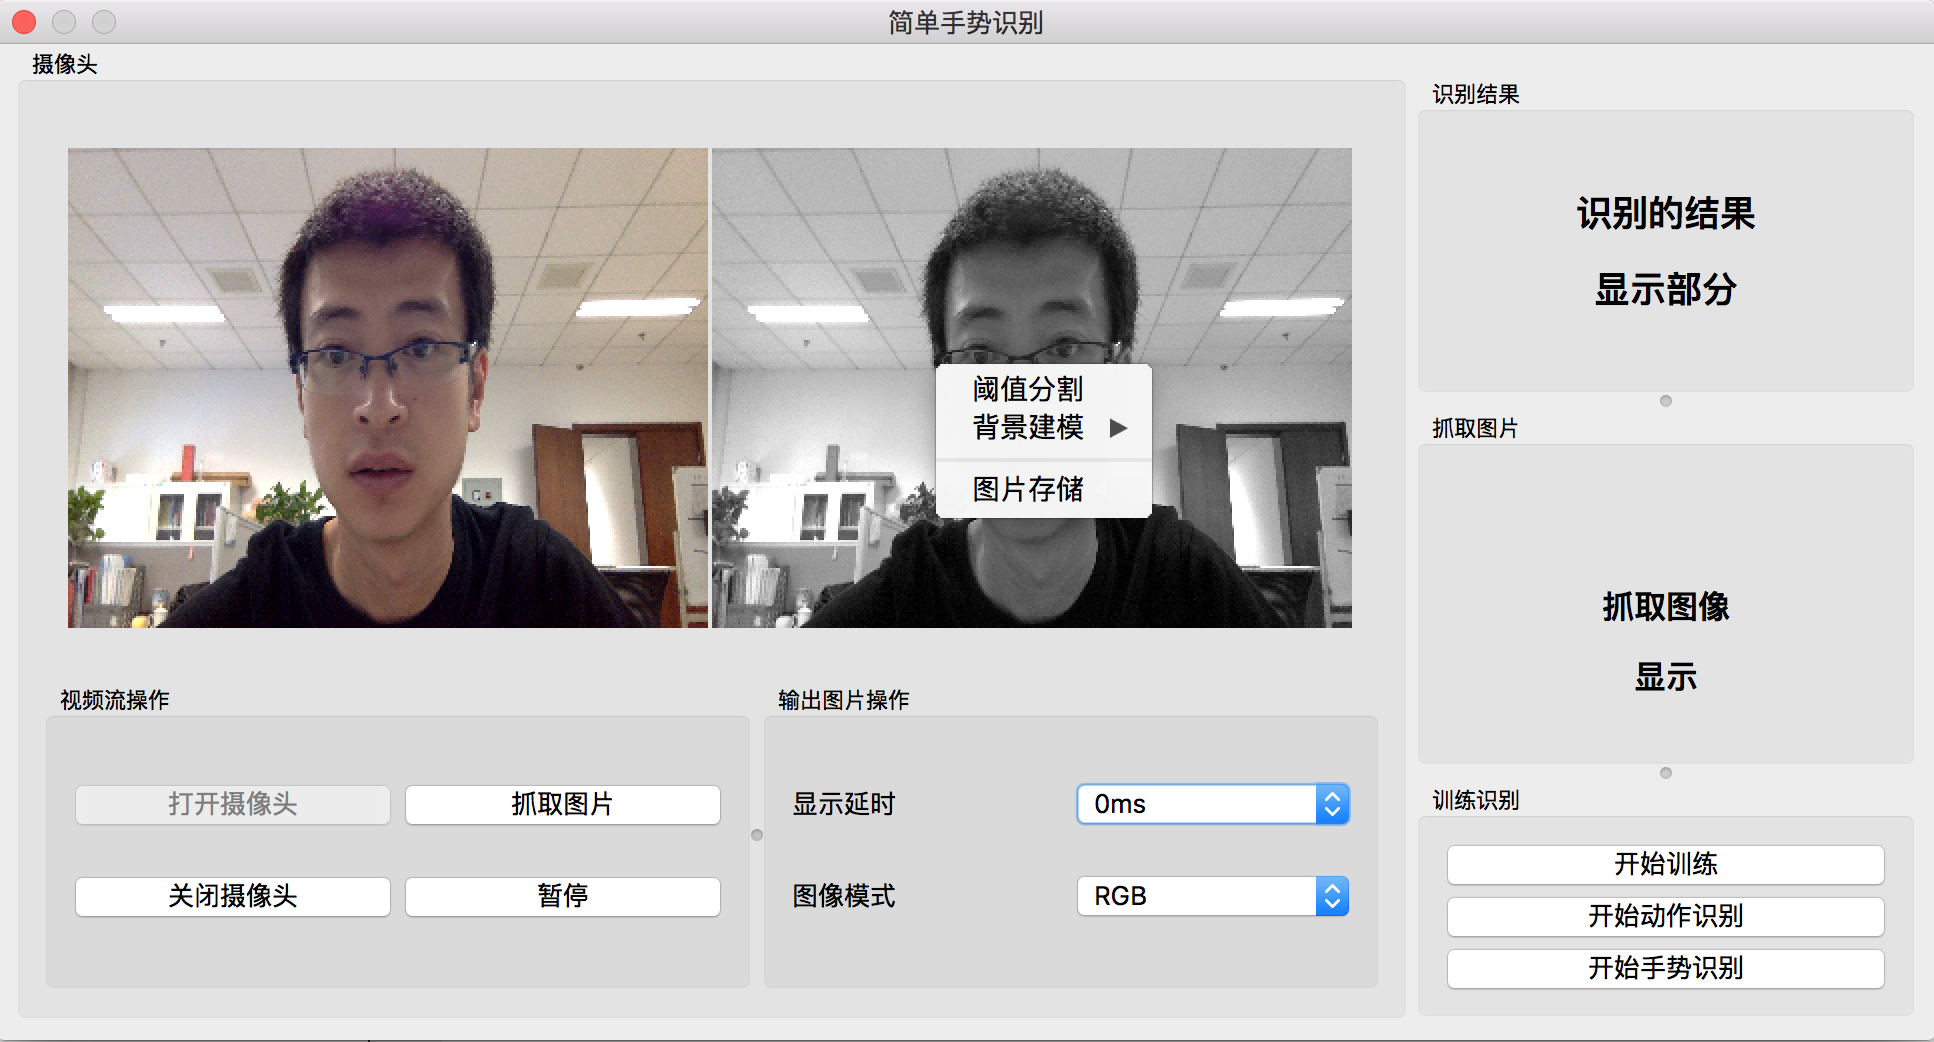 简单手势识别
摄像头
阈值分割
背景建模
图片存储
视频流操作
打开摄像头
抓取图片
关闭摄像头
暂停
输出图片操作
显示延时
0ms
图像模式
RGB
识别结果
识别的结果
显示部分
抓取图片
抓取图像
显示
训练识别
开始训练
开始动作识别
开始手势识别